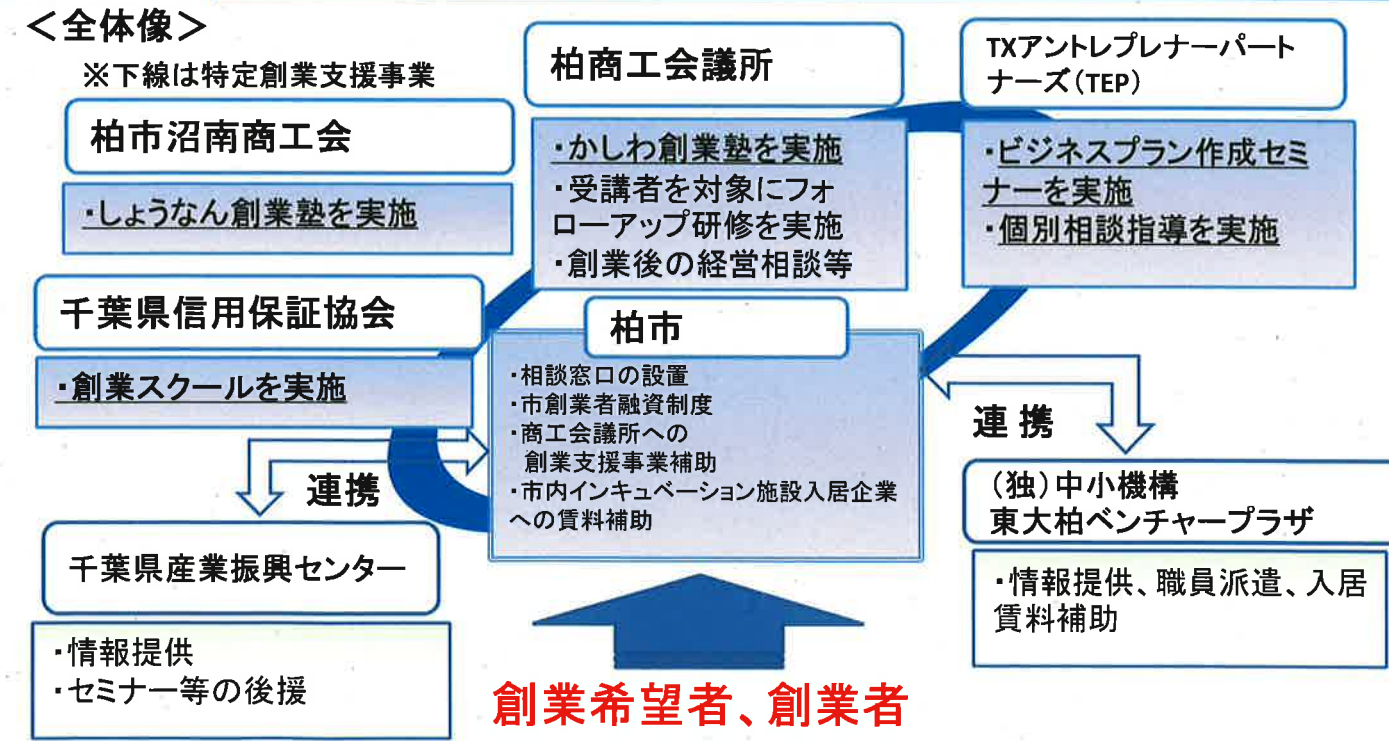 ＜全体像＞
※下線は特定創業支援事業
柏市沼南商工会
・しょうなん創業塾を実施
柏商工会議所
・かしわ創業塾を実施
・受講者を対象にフォ
ローアップ研修を実施
・創業後の経営相談等
TXアントレプレナーパート
ナーズ(TEP)
・ビジネスプラン作成セミ
ナーを実施
・個別相談指導を実施
千葉県信用保証協会
・創業スクールを実施
柏市
・相談窓口の設置
・市創業者融資制度
・商工会議所への
創業支援事業補助
・市内インキュベーション施設入居企業
への賃料補助
連携
連携
千葉県産業振興センター
・情報提供
・セミナー等の後援
(独)中小機構
東大柏ベンチャープラザ
・情報提供、職員派遣、入居
賃料補助
創業希望者、創業者